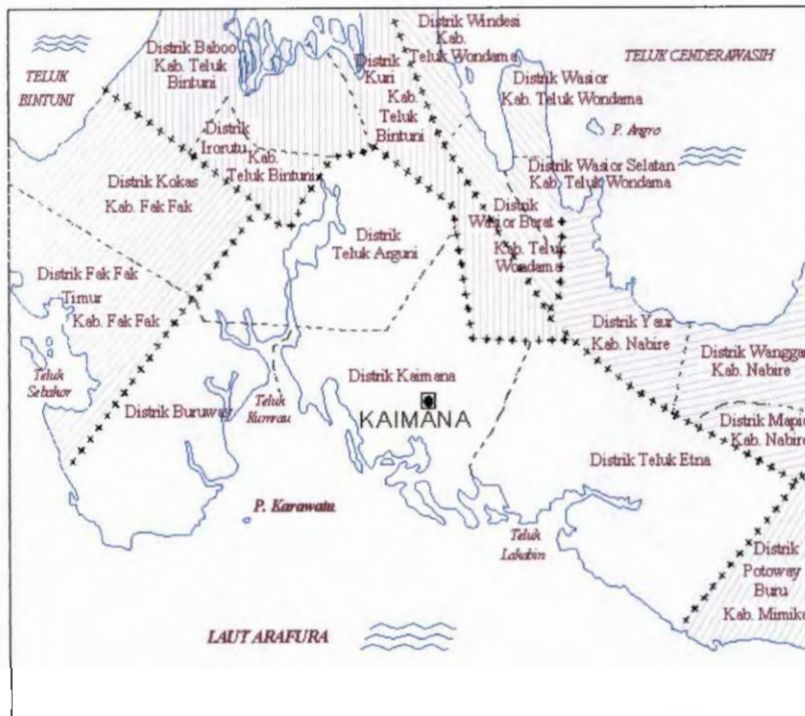 Distrik Baboo
Kab. Teluk
Bintuni
Distrik Windesi
Kab.
Teluk Wondama
TELUK
BINTUNI
Distrik
Kuri
Kab.
Teluk
Bintuni
TELUK CENDERAWASIH
Distrik Wasior
Kab. Teluk Wondama
P. Angro
Distrik
Irorutu
Kab.
Teluk Bintuni
Distrik Wasior Selatan
Kab. Teluk Wondama
Distrik Kokas
Kab. Fak Fak
Distrik
Wasior Barat
Kab. Teluk
Wondama
Distrik
Teluk Arguni
Distrik Fak Fak
Timur
Kab. Fak Fak
Distrik Yaur
Kab. Nabire
Distrik Wanggar
Kab. Nabire
Teluk
Sebakor
Distrik Kaimana
KAIMANA
Distrik Buruway
Teluk
Kumrau
Distrik Mapia
Kab. Nabire
Distrik Teluk Etna
P. Karawatu
Teluk
Lakabin
Distrik
Potoway
Buru
Kab. Mimika
LAUT ARAFURA